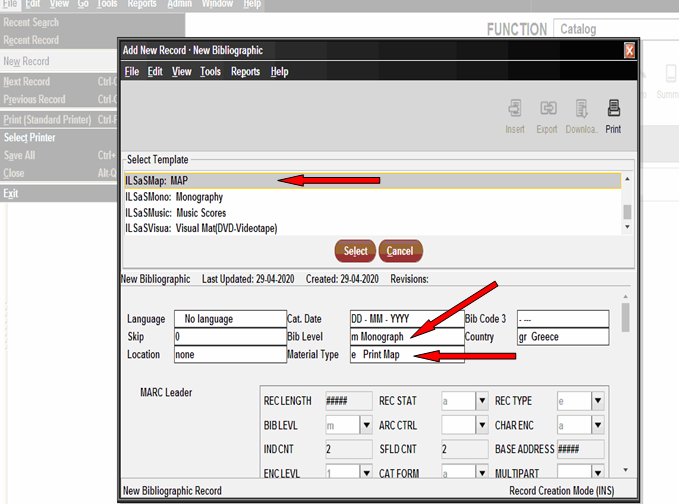 File Edit View Go Tools Reports Admin Window Help
Recent Search
Recent Record
New Record
Next Record Ctrl-
Previous Record Ctrl-
Print (Standard Printer) Ctrl-
Select Printer
Save All Ctrl+
Close Alt-
Exit
FUNCTION Catalog
Summ
Add New Record · New Bibliographic X
File Edit View Tools Reports Help
Insert Export Downloa.. Print
Select Template
ILSaSMap: MAP
ILSaSMono: Monography
ILSaSMusic: Music Scores
ILSaSVisua: Visual Mat(DVD-Videotape)
Select Cancel
New Bibliographic Last Updated: 29-04-2020 Created: 29-04-2020 Revisions:
Language No language Cat. Date DD - MM - YYYY Bib Code 3 - ---
Skip 0 Bib Level m Monograph Country gr Greece
Location none Material Type e Print Map
MARC Leader
REC LENGTH ##### REC STAT a REC TYPE e
BIB LEVL m ARC CTRL CHAR ENC a
IND CNT 2 SFLD CNT 2 BASE ADDRESS #####
ENC LEVL 1 CAT FORM a MULTIPART
New Bibliographic Record Record Creation Mode (INS)